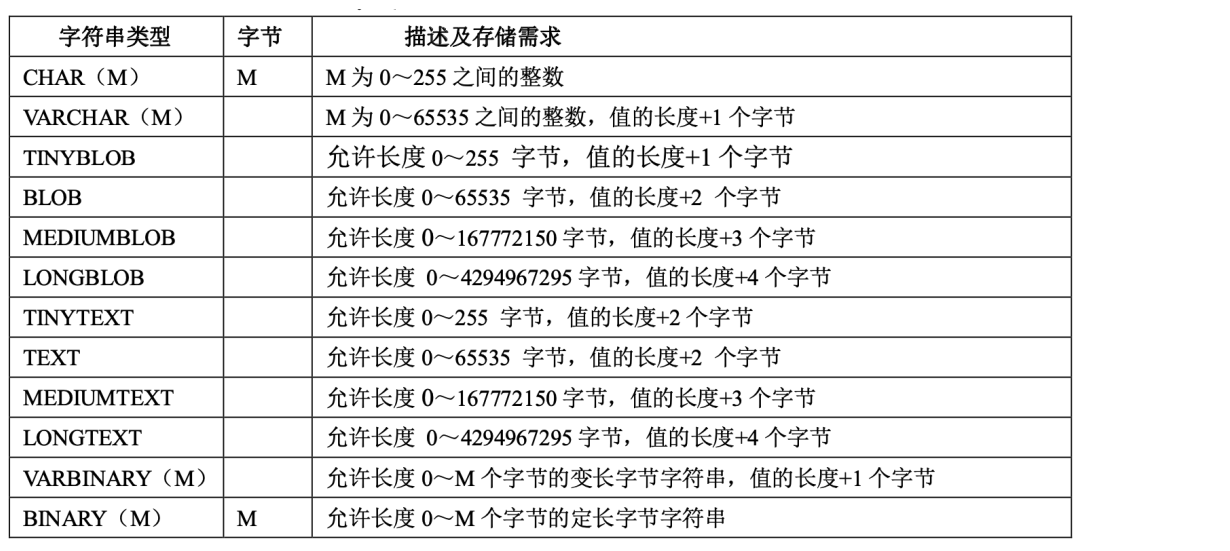 字符串类型 字节 描述及存储需求
CHAR（M） M M 为 0～255 之间的整数
VARCHAR（M） M 为 0～65535 之间的整数，值的长度+1 个字节
TINYBLOB 允许长度 0～255 字节，值的长度+1 个字节
BLOB 允许长度 0～65535 字节，值的长度+2 个字节
MEDIUMBLOB 允许长度 0～167772150 字节，值的长度+3 个字节
LONGBLOB 允许长度 0～4294967295 字节，值的长度+4 个字节
TINYTEXT 允许长度 0～255 字节，值的长度+2 个字节
TEXT 允许长度 0～65535 字节，值的长度+2 个字节
MEDIUMTEXT 允许长度 0～167772150 字节，值的长度+3 个字节
LONGTEXT 允许长度 0～4294967295 字节，值的长度+4 个字节
VARBINARY（M） 允许长度 0～M 个字节的变长字节字符串，值的长度+1 个字节
BINARY（M） M 允许长度 0～M 个字节的定长字节字符串